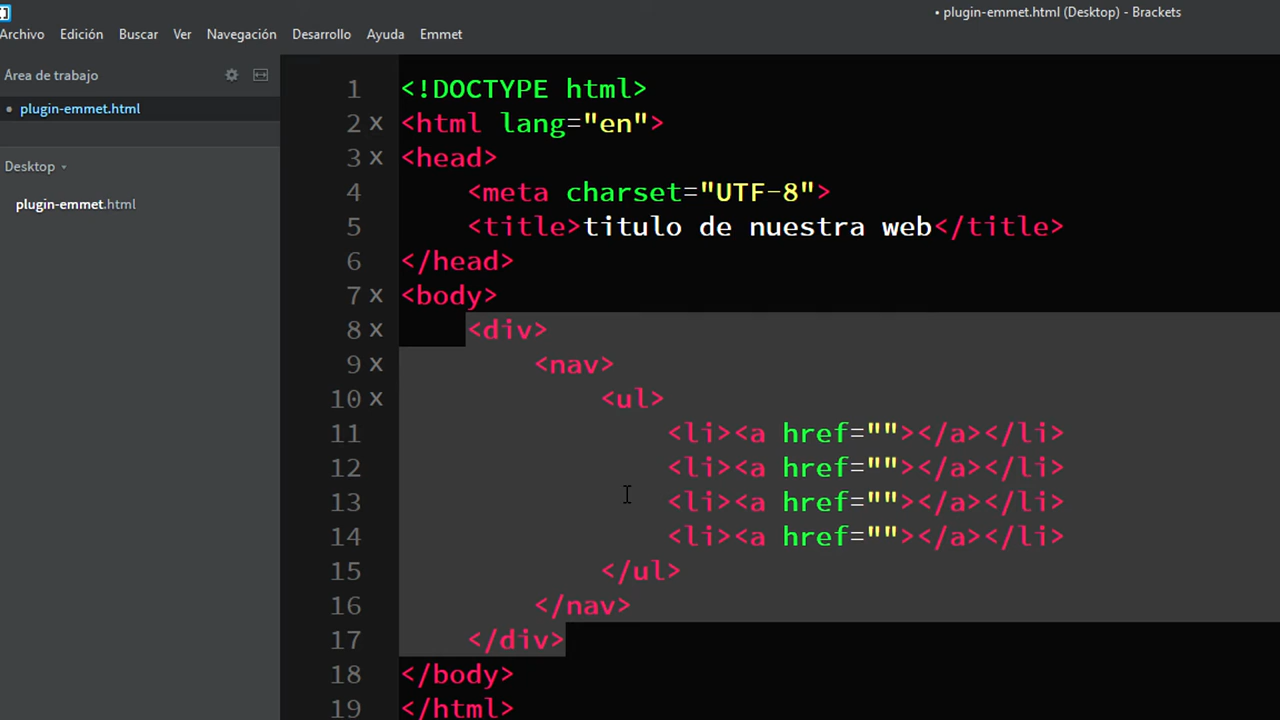 • plugin-emmet.html (Desktop) - Brackets
Archivo Edición Buscar Ver Navegación Desarrollo Ayuda Emmet
Área de trabajo
• plugin-emmet.html
Desktop
plugin-emmet.html
1 <!DOCTYPE html>
2 x <html lang="en">
3 x <head>
4 <meta charset="UTF-8">
5 <title>titulo de nuestra web</title>
6 </head>
7 x <body>
8 x <div>
9 x <nav>
10 x <ul>
11 <li><a href=""></a></li>
12 <li><a href=""></a></li>
13 <li><a href=""></a></li>
14 <li><a href=""></a></li>
15 </ul>
16 </nav>
17 </div>
18 </body>
19 </html>